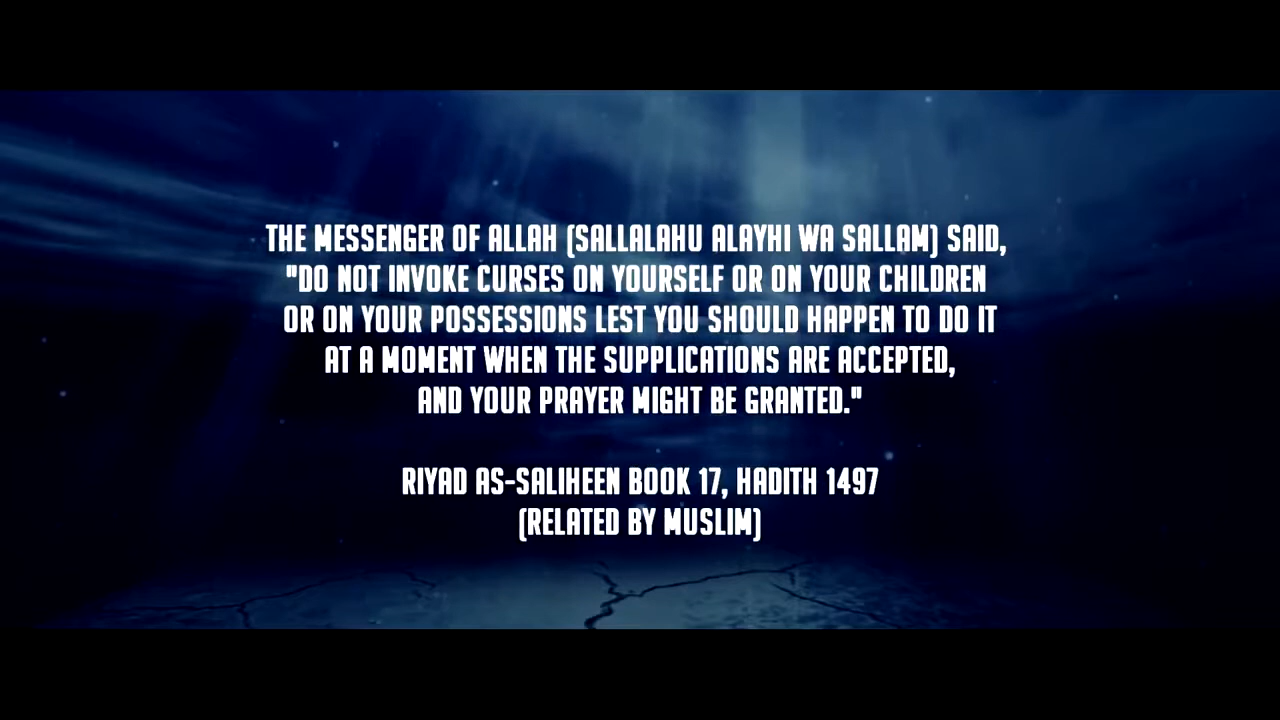 THE MESSENGER OF ALLAH (SALLALAHU ALAYHI WA SALLAM) SAID,
"DO NOT INVOKE CURSES ON YOURSELF OR ON YOUR CHILDREN
OR ON YOUR POSSESSIONS LEST YOU SHOULD HAPPEN TO DO IT
AT A MOMENT WHEN THE SUPPLICATIONS ARE ACCEPTED,
AND YOUR PRAYER MIGHT BE GRANTED."
RIYAD AS-SALIHEEN BOOK 17, HADITH 1497
(RELATED BY MUSLIM)